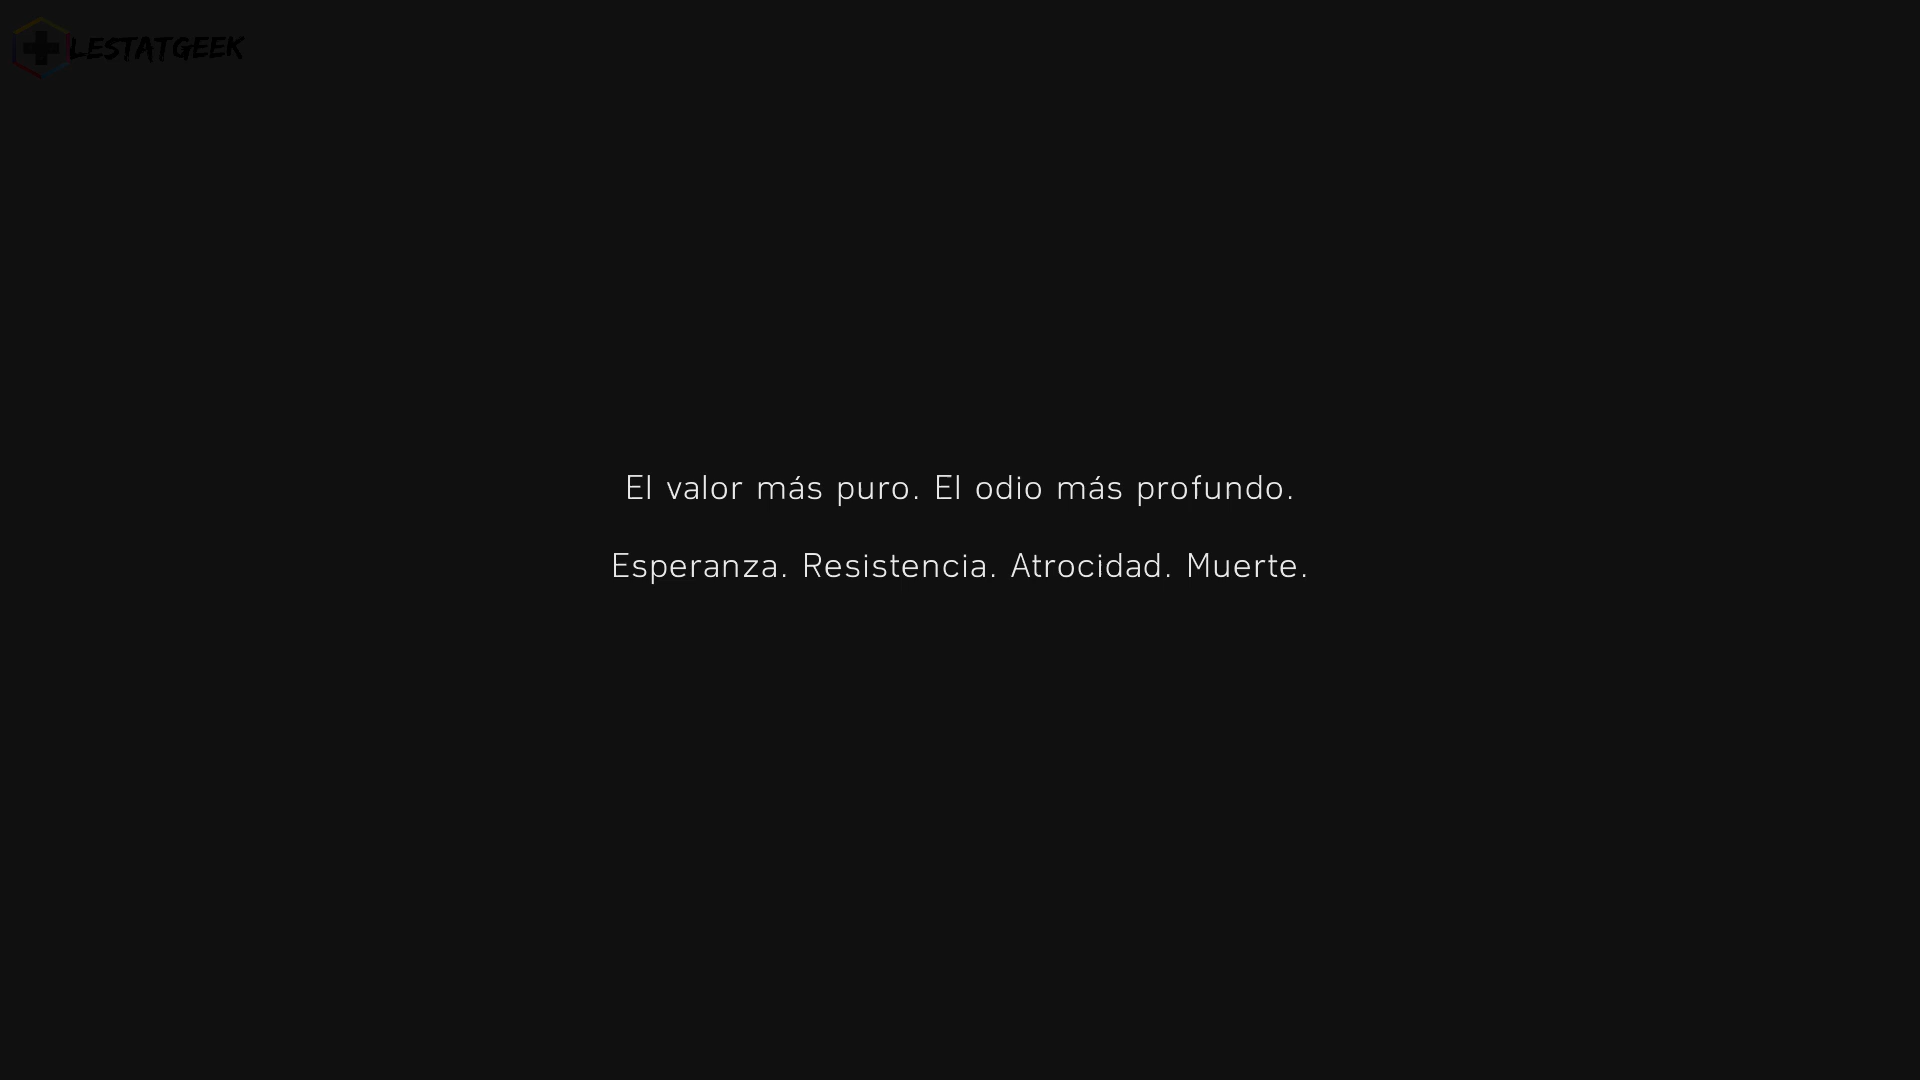 LESTATGEEK
El valor más puro. El odio más profundo.
Esperanza. Resistencia. Atrocidad. Muerte.